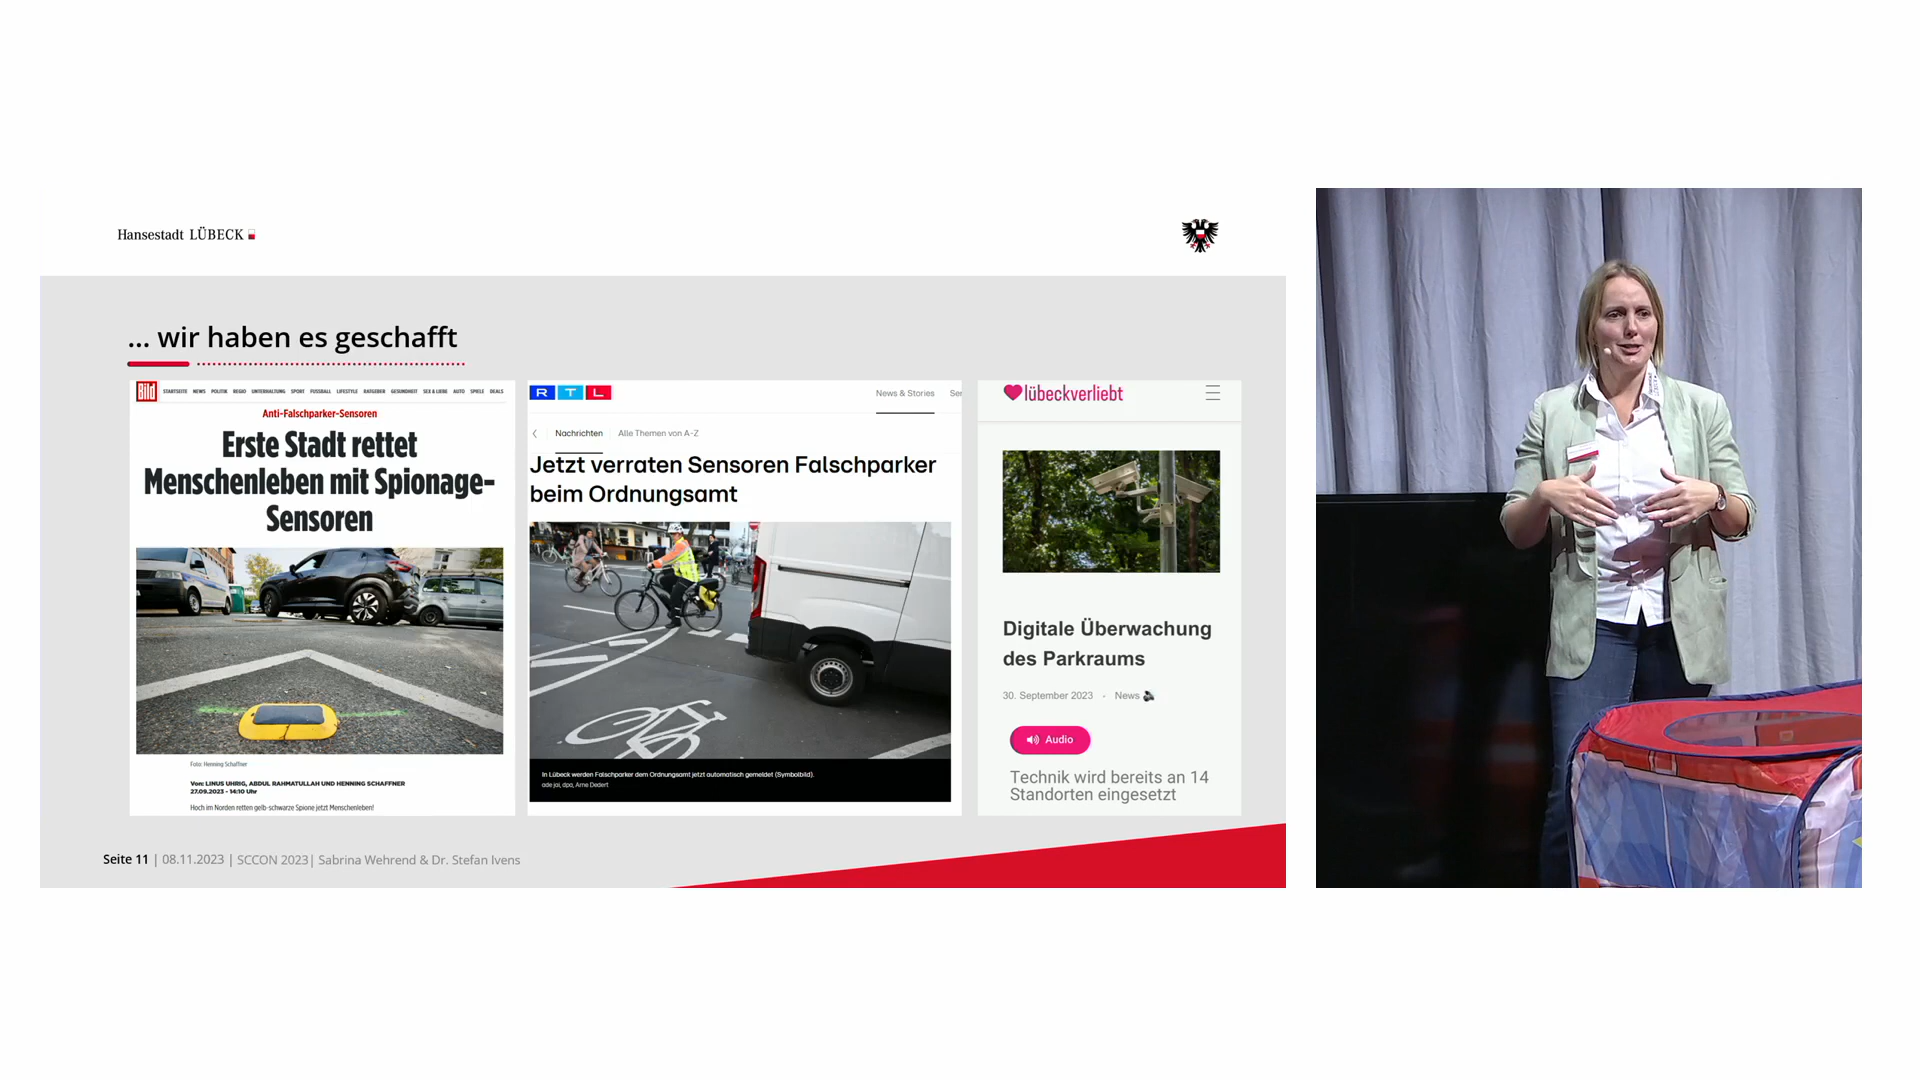 Hansestadt LÜBECK
... wir haben es geschafft
Bild STARTSEITE NEWS POLITIK REGIO UNTERHALTUNG SPORT FUSSBALL LIFESTYLE RATGEBER GESUNDHEIT SEX & LIEBE AUTO SPIELE DEALS
Anti-Falschparker-Sensoren
Erste Stadt rettet
Menschenleben mit Spionage-
Sensoren
Foto: Henning Schaffner
Von: LINUS UHRIG, ABDUL RAHMATULLAH UND HENNING SCHAFFNER
27.09.2023 - 14:10 Uhr
Hoch im Norden retten gelb-schwarze Spione jetzt Menschenleben!
RTL
News & Stories Ser
Nachrichten Alle Themen von A-Z
Jetzt verraten Sensoren Falschparker
beim Ordnungsamt
In Lübeck werden Falschparker dem Ordnungsamt jetzt automatisch gemeldet (Symbolbild).
ade jai, dpa, Arne Dedert
lübeckverliebt
Digitale Überwachung
des Parkraums
30. September 2023 - News
Audio
Technik wird bereits an 14
Standorten eingesetzt
Seite 11 | 08.11.2023 | SCCON 2023| Sabrina Wehrend & Dr. Stefan Ivens